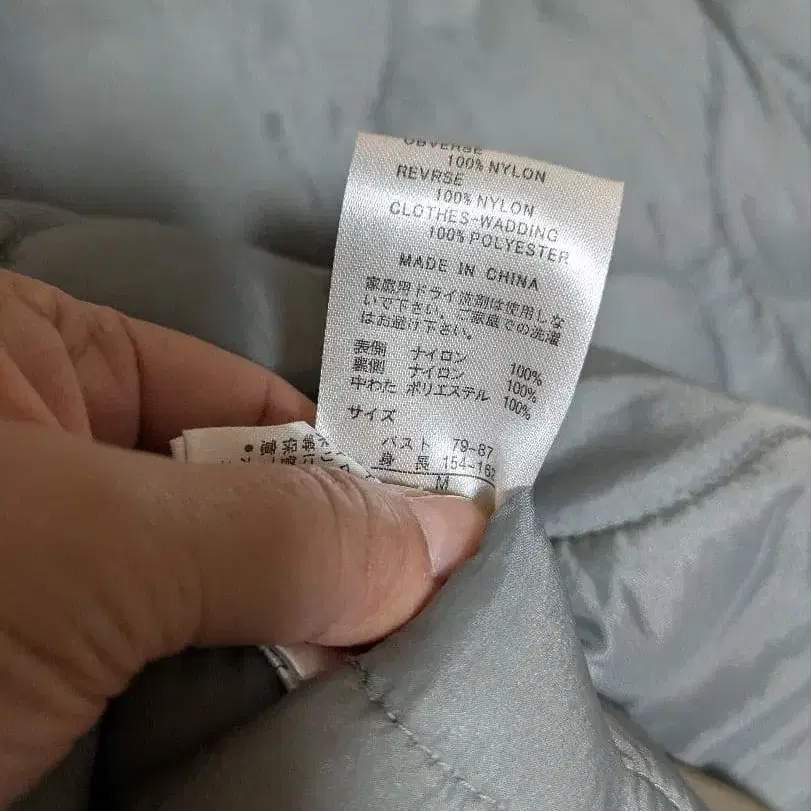 OBVERSE
100% NYLON
REVRSE
100% NYLON
CLOTHES-WADDING
100% POLYESTER
MADE IN CHINA
家庭用ドライ洗剤は使用しな
いで下さい。ご家庭での洗濯
はお避け下さい。
表側 ナイロン 100%
裏側 ナイロン 100%
中わた ポリエステル 100%
サイズ
バスト 79-87
身長 154-162
M